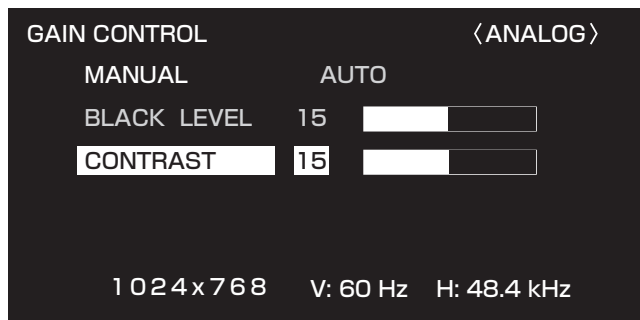 GAIN CONTROL 〈ANALOG〉
MANUAL AUTO
BLACK LEVEL 15
CONTRAST 15
1024x768 V: 60 Hz H: 48.4 kHz